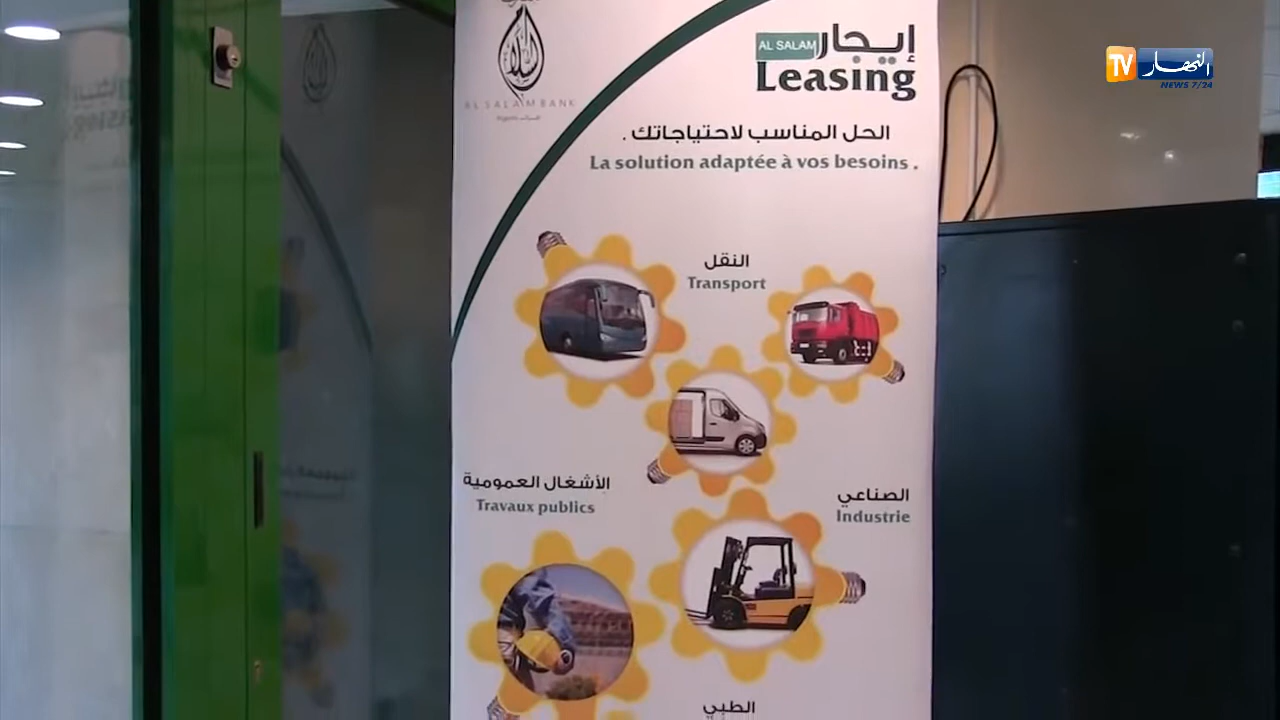 AL SALAM BANK
Algeria
AL SALAM إيجار
Leasing
الحل المناسب لاحتياجاتك .
La solution adaptée à vos besoins .
النقل
Transport
الأشغال العمومية
Travaux publics
الصناعي
Industrie
الطبي
TV النهار
NEWS 7/24